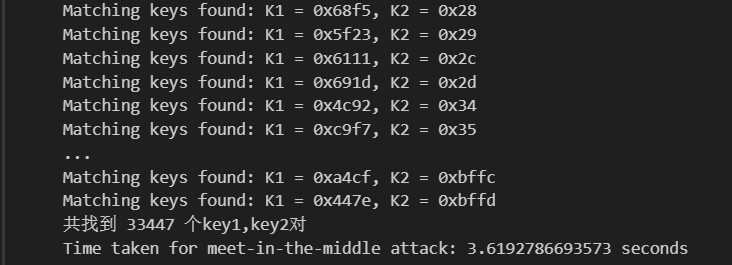 Matching keys found: K1 = 0x68f5, K2 = 0x28
Matching keys found: K1 = 0x5f23, K2 = 0x29
Matching keys found: K1 = 0x6111, K2 = 0x2c
Matching keys found: K1 = 0x691d, K2 = 0x2d
Matching keys found: K1 = 0x4c92, K2 = 0x34
Matching keys found: K1 = 0xc9f7, K2 = 0x35
...
Matching keys found: K1 = 0xa4cf, K2 = 0xbffc
Matching keys found: K1 = 0x447e, K2 = 0xbffd
共找到 33447 个key1,key2对
Time taken for meet-in-the-middle attack: 3.6192786693573 seconds